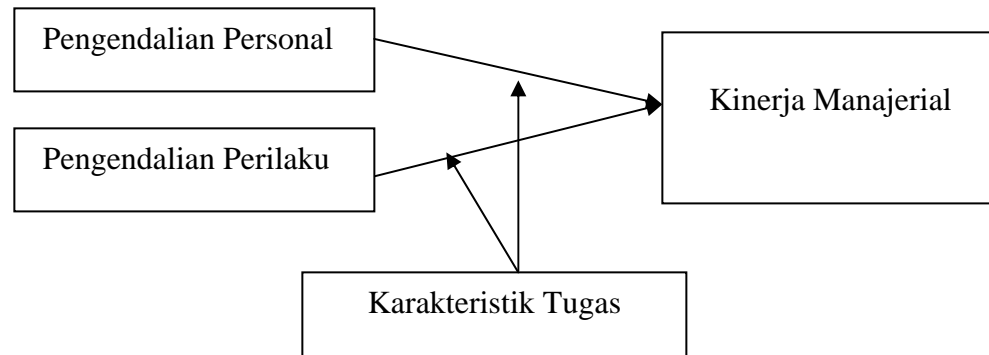 Pengendalian Personal
Kinerja Manajerial
Pengendalian Perilaku
Karakteristik Tugas